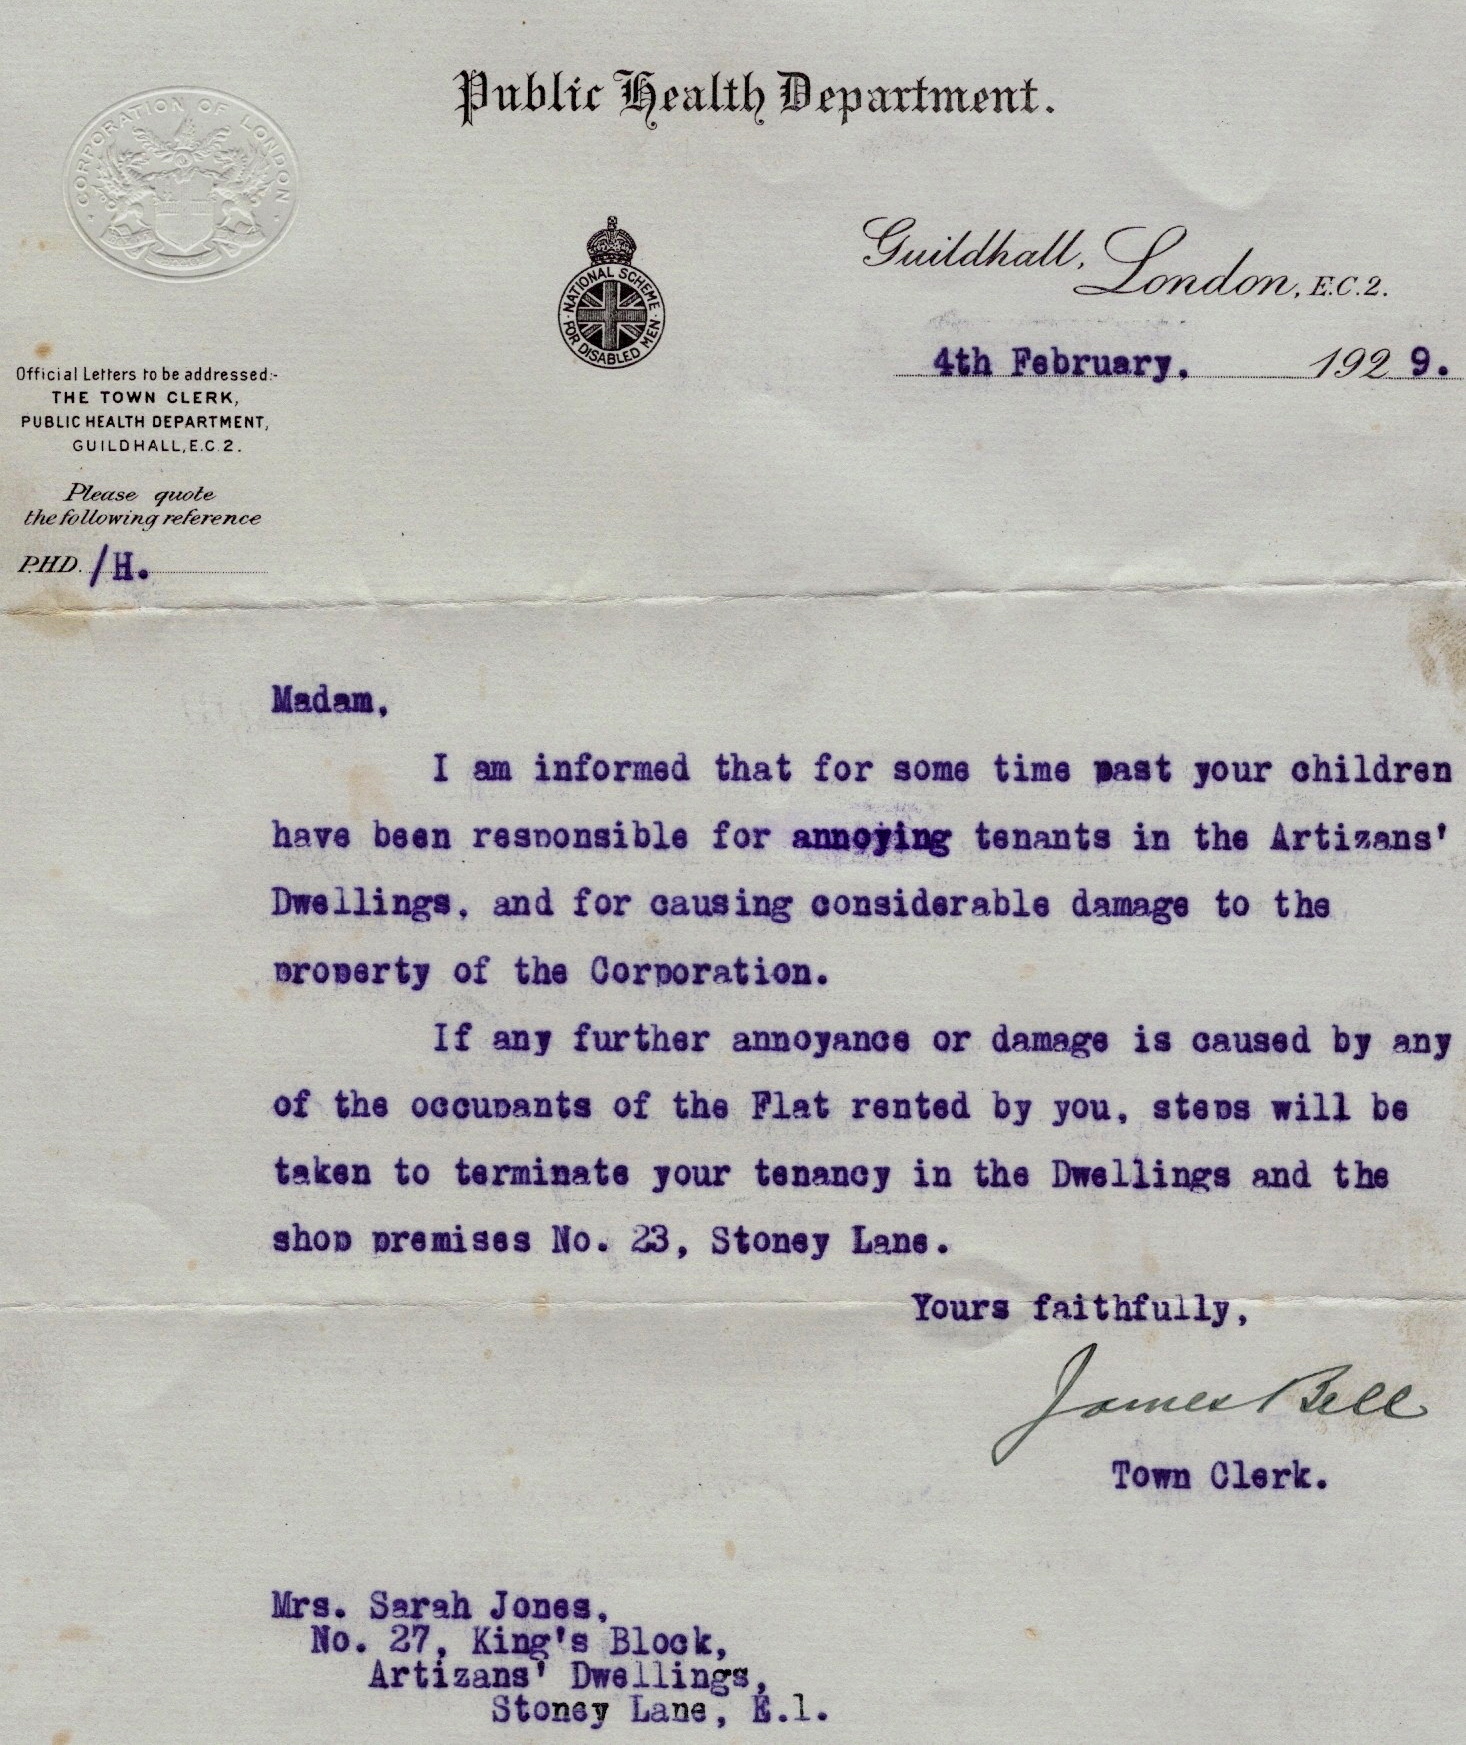 Public Health Department.
CORPORATION OF LONDON
NATIONAL SCHEME
FOR DISABLED MEN
Guildhall,
London, E.C.2.
4th February, 1929.
Official Letters to be addressed:-
THE TOWN CLERK,
PUBLIC HEALTH DEPARTMENT,
GUILDHALL, E.C.2.
Please quote
the following reference
P.H.D. /H.
Madam,
I am informed that for some time past your children
have been responsible for annoying tenants in the Artizans'
Dwellings, and for causing considerable damage to the
property of the Corporation.
If any further annoyance or damage is caused by any
of the occupants of the Flat rented by you, steps will be
taken to terminate your tenancy in the Dwellings and the
shop premises No. 23, Stoney Lane.
Yours faithfully,
James Bell
Town Clerk.
Mrs. Sarah Jones,
No. 27, King's Block,
Artizans' Dwellings,
Stoney Lane, E.1.